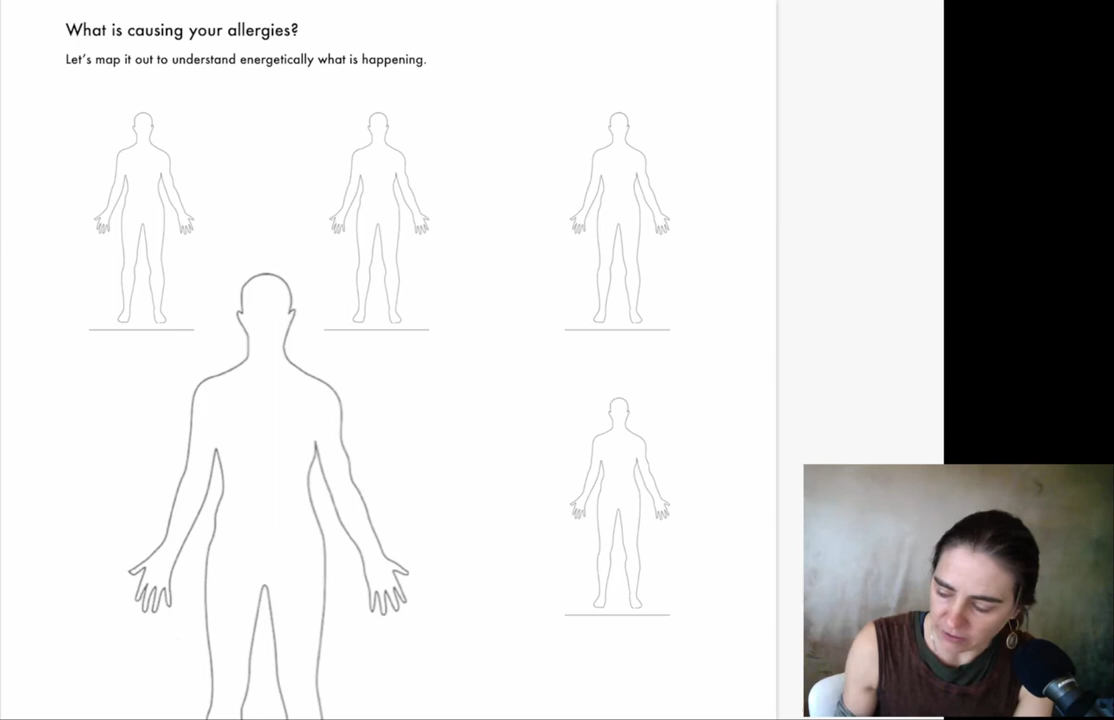 What is causing your allergies?
Let's map it out to understand energetically what is happening.